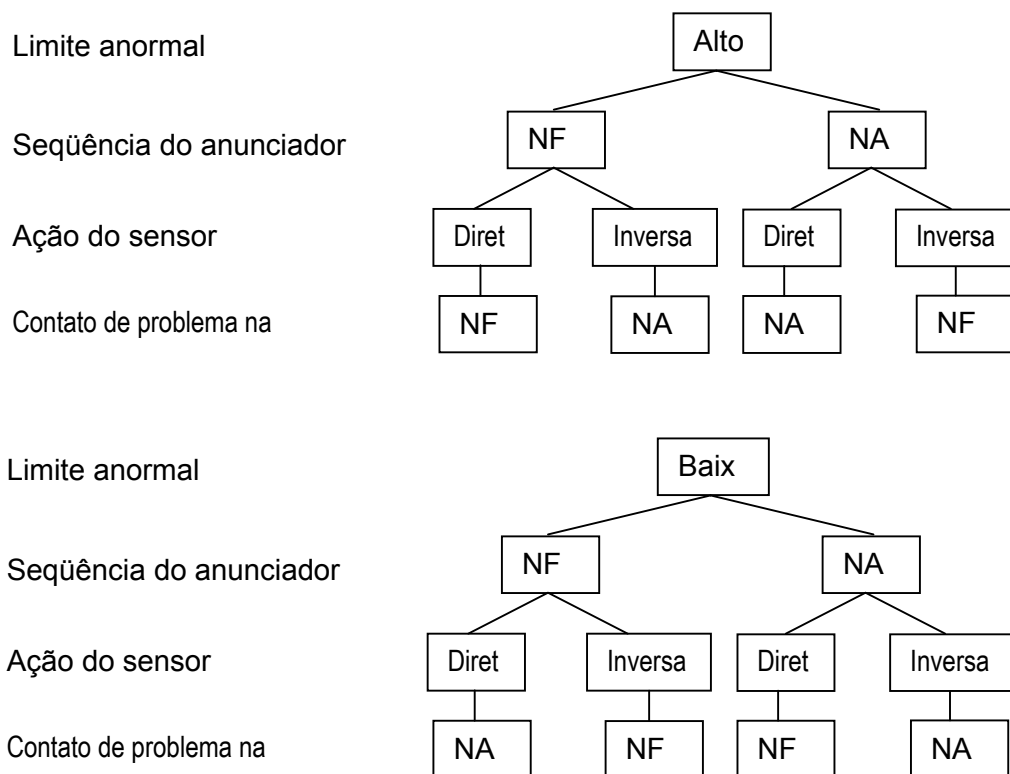 Limite anormal Alto
Seqüência do anunciador NF NA
Ação do sensor Diret Inversa Diret Inversa
Contato de problema na NF NA NA NF
Limite anormal Baix
Seqüência do anunciador NF NA
Ação do sensor Diret Inversa Diret Inversa
Contato de problema na NA NF NF NA